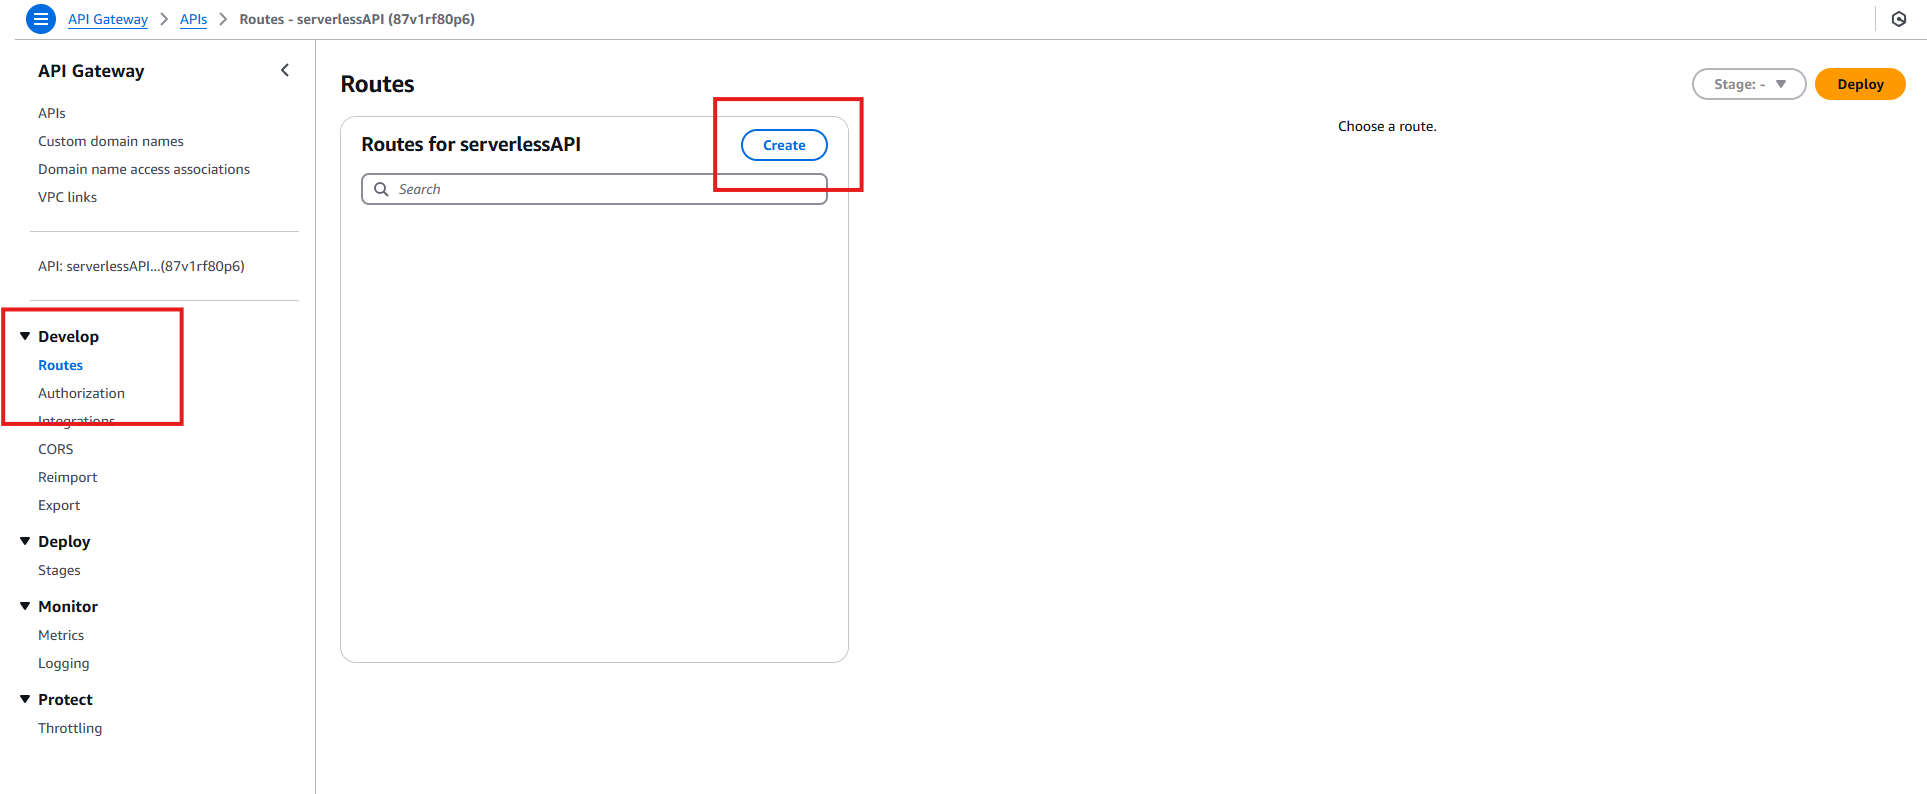 API Gateway > APIs > Routes - serverlessAPI (87v1rf80p6)
API Gateway
APIs
Custom domain names
Domain name access associations
VPC links
API: serverlessAPI...(87v1rf80p6)
Develop
Routes
Authorization
Integrations
CORS
Reimport
Export
Deploy
Stages
Monitor
Metrics
Logging
Protect
Throttling
Routes
Stage: -
Deploy
Routes for serverlessAPI
Create
Search
Choose a route.